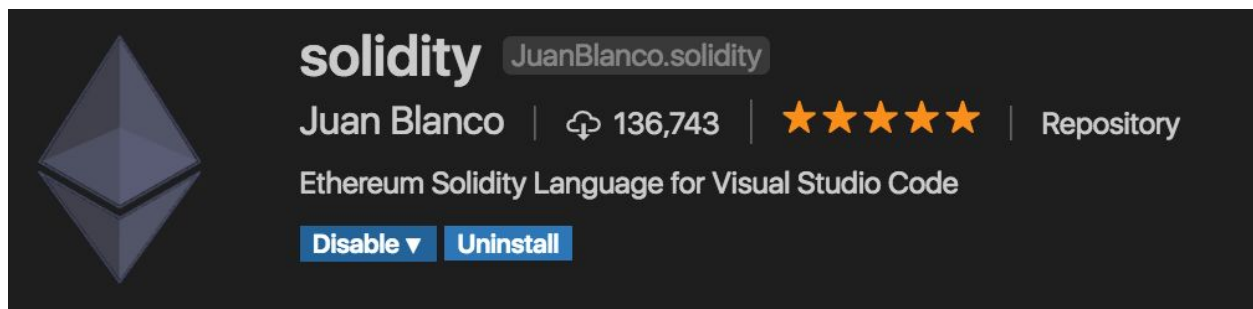 solidity JuanBlanco.solidity
Juan Blanco | 136,743 | ★★★★★ | Repository
Ethereum Solidity Language for Visual Studio Code
Disable ▾ Uninstall